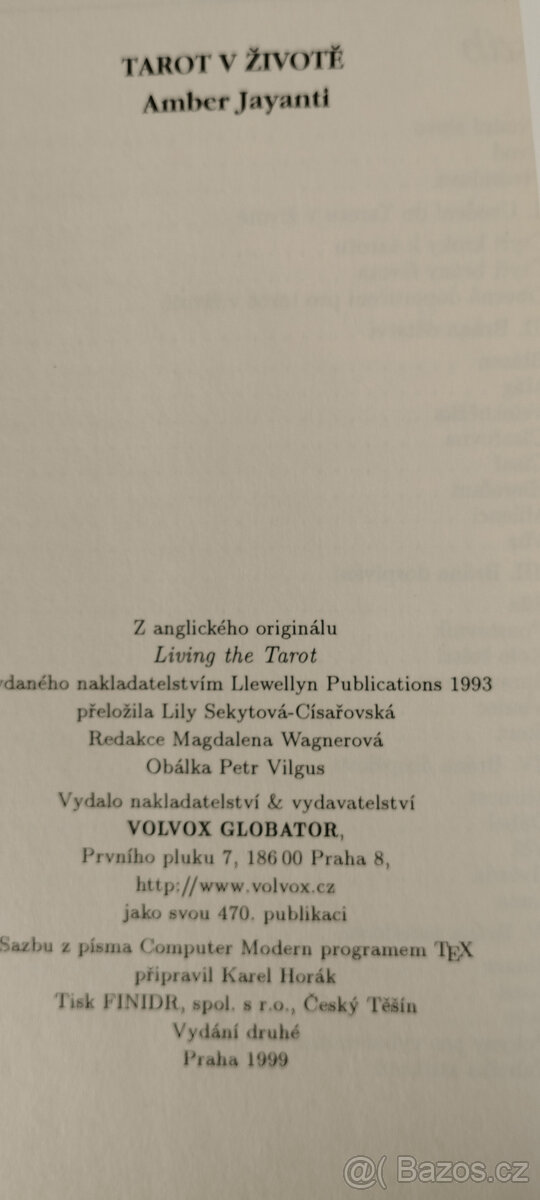 TAROT V ŽIVOTĚ
Amber Jayanti
Z anglického originálu
Living the Tarot
ydaného nakladatelstvím Llewellyn Publications 1993
přeložila Lily Sekytová-Císařovská
Redakce Magdalena Wagnerová
Obálka Petr Vilgus
Vydalo nakladatelství & vydavatelství
VOLVOX GLOBATOR,
Prvního pluku 7, 186 00 Praha 8,
http://www.volvox.cz
jako svou 470. publikaci
Sazbu z písma Computer Modern programem TEX
připravil Karel Horák
Tisk FINIDR, spol. s r.o., Český Těšín
Vydání druhé
Praha 1999
@( Bazos.cz